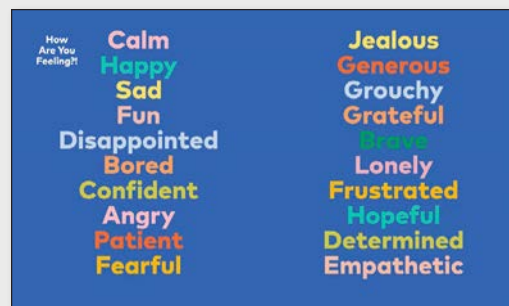 How
Are You
Feeling?!
Calm
Happy
Sad
Fun
Disappointed
Bored
Confident
Angry
Patient
Fearful
Jealous
Generous
Grouchy
Grateful
Brave
Lonely
Frustrated
Hopeful
Determined
Empathetic